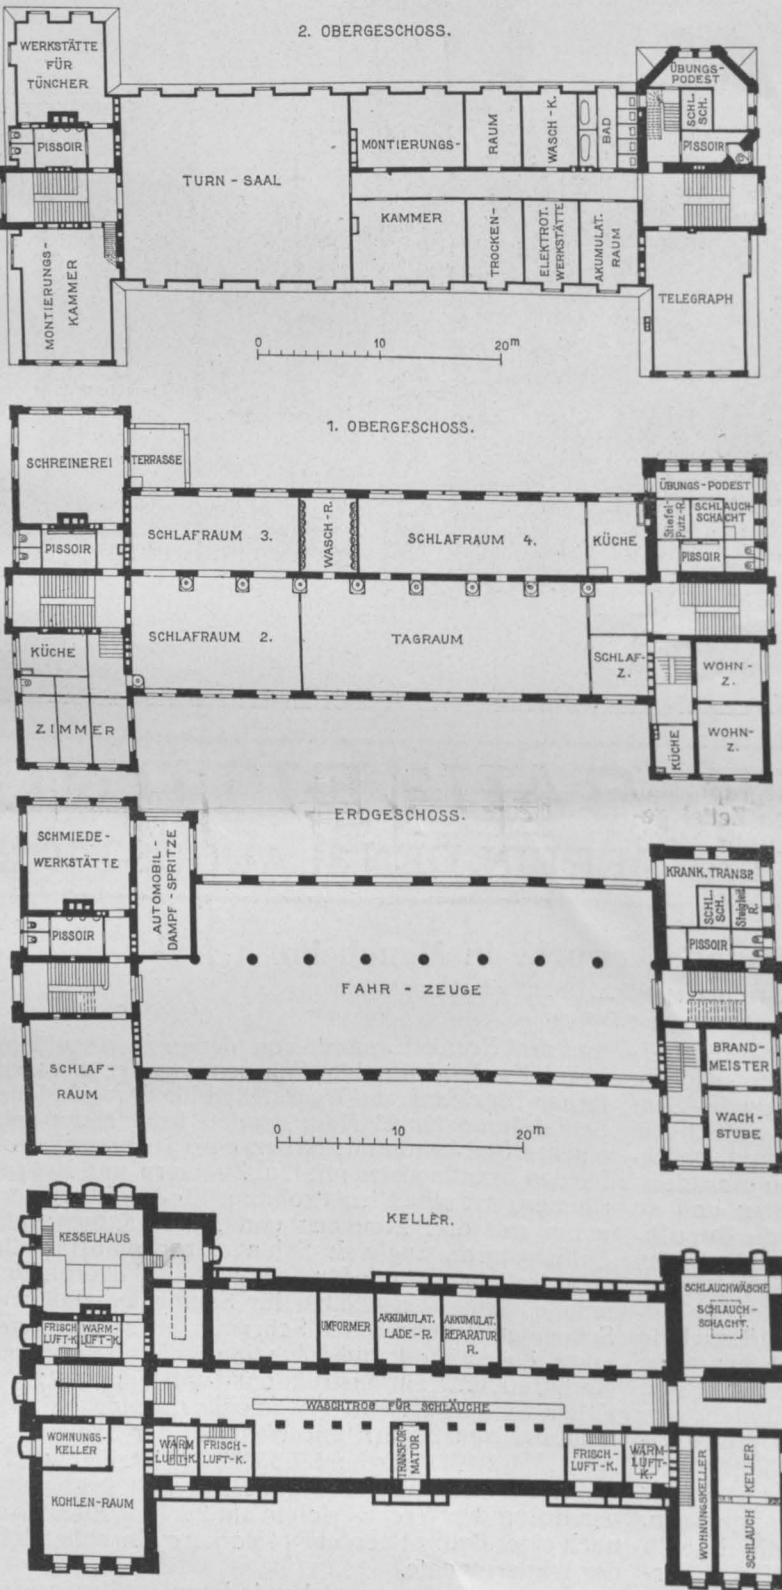 2. OBERGESCHOSS.
WERKSTÄTTE
FÜR
TÜNCHER
ÜBUNGS-
PODEST
SCHL.
SCH.
PISSOIR
PISSOIR
TURN - SAAL
MONTIERUNGS-
RAUM
WASCH - K.
BAD
KAMMER
TROCKEN-
ELEKTROT.
WERKSTÄTTE
AKUMULAT.
RAUM
MONTIERUNGS-
KAMMER
TELEGRAPH
0 10 20m
1. OBERGESCHOSS.
SCHREINEREI
TERRASSE
ÜBUNGS-PODEST
Stiefel-
Putz-R.
SCHLAUCH
SCHACHT
PISSOIR
PISSOIR
SCHLAFRAUM 3.
WASCH-R.
SCHLAFRAUM 4.
KÜCHE
SCHLAFRAUM 2.
TAGRAUM
SCHLAF-
Z.
KÜCHE
ZIMMER
WOHN-
Z.
KÜCHE
WOHN-
Z.
ERDGESCHOSS.
SCHMIEDE-
WERKSTÄTTE
AUTOMOBIL-
DAMPF-SPRITZE
KRANK.TRANSP.
SCHL.
SCH.
Steigleit.
R.
PISSOIR
PISSOIR
FAHR - ZEUGE
SCHLAF-
RAUM
BRAND-
MEISTER
WACH-
STUBE
0 10 20m
KELLER.
KESSELHAUS
FRISCH
LUFT-K.
WARM-
LUFT-K.
UMFORMER
AKKUMULAT.
LADE-R.
AKKUMULAT.
REPARATUR
R.
SCHLAUCHWÄSCHE
SCHLAUCH-
SCHACHT.
WASCHTROG FÜR SCHLÄUCHE
WOHNUNGS-
KELLER
WARM
LUFT-K.
FRISCH-
LUFT-K.
TRANSFOR-
MATOR
FRISCH-
LUFT-K.
WARM-
LUFT-K.
KOHLEN-RAUM
WOHNUNGSKELLER
KELLER
SCHLAUCH